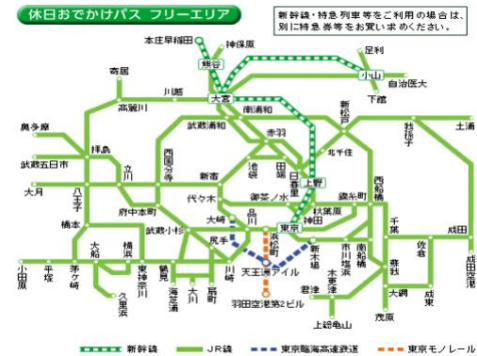 休日おでかけパス フリーエリア
新幹線・特急列車等をご利用の場合は、
別に特急券等をお買い求めください。
本庄早稲田
神保原
熊谷
足利
小山
自治医大
下館
寄居
川越
大宮
高麗川
南浦和
武蔵浦和
新松戸
我孫子
土浦
奥多摩
赤羽
北千住
拝島
武蔵五日市
立川
西国分寺
新宿
池袋
田端
日暮里
上野
西船橋
大月
八王子
代々木
御茶ノ水
錦糸町
秋葉原
神田
府中本町
大崎
品川
東京
千葉
成田
成田空港
橋本
武蔵小杉
尻手
浜松町
新木場
市川塩浜
南船橋
佐倉
蘇我
大船
横浜
天王洲アイル
木更津
君津
大網
成東
小田原
平塚
茅ヶ崎
東神奈川
鶴見
海芝浦
大川
扇町
川崎
羽田空港第2ビル
久里浜
上総亀山
茂原
新幹線
JR線
東京臨海高速鉄道
東京モノレール